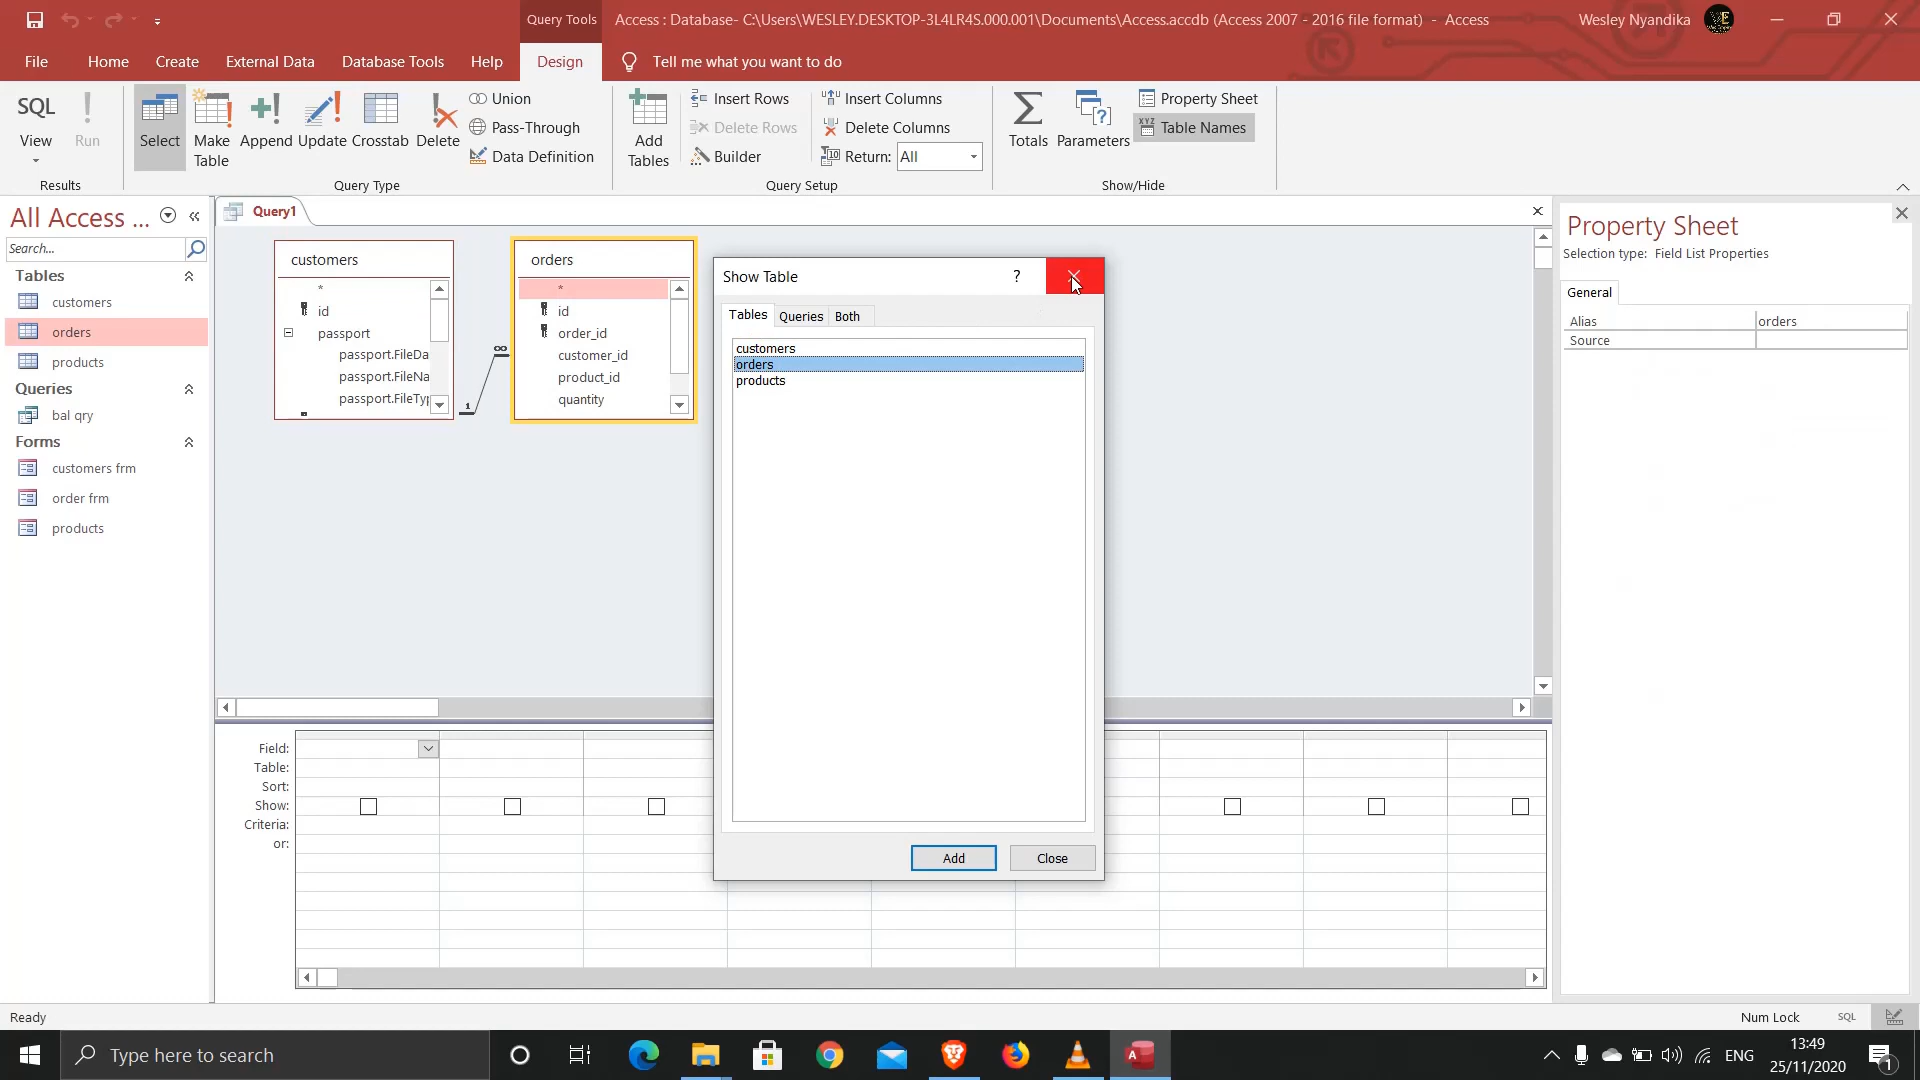 Query Tools
Access : Database- C:\Users\WESLEY.DESKTOP-3L4LR4S.000.001\Documents\Access.accdb (Access 2007 - 2016 file format) - Access
Wesley Nyandika
File
Home
Create
External Data
Database Tools
Help
Design
Tell me what you want to do
SQL
View
Run
Select
Make
Table
Append
Update
Crosstab
Delete
Union
Pass-Through
Data Definition
Add
Tables
Insert Rows
Delete Rows
Builder
Insert Columns
Delete Columns
Return: All
Totals
Parameters
Property Sheet
Table Names
Results
Query Type
Query Setup
Show/Hide
All Access ...
Search...
Tables
customers
orders
products
Queries
bal qry
Forms
customers frm
order frm
products
Query1
customers
*
id
passport
passport.FileDa
passport.FileNa
passport.FileTyp
1
∞
orders
*
id
order_id
customer_id
product_id
quantity
Show Table
?
Tables
Queries
Both
customers
orders
products
Add
Close
Field:
Table:
Sort:
Show:
Criteria:
or:
Property Sheet
Selection type: Field List Properties
General
Alias
orders
Source
Ready
Num Lock
SQL
Type here to search
ENG
13:49
25/11/2020
1